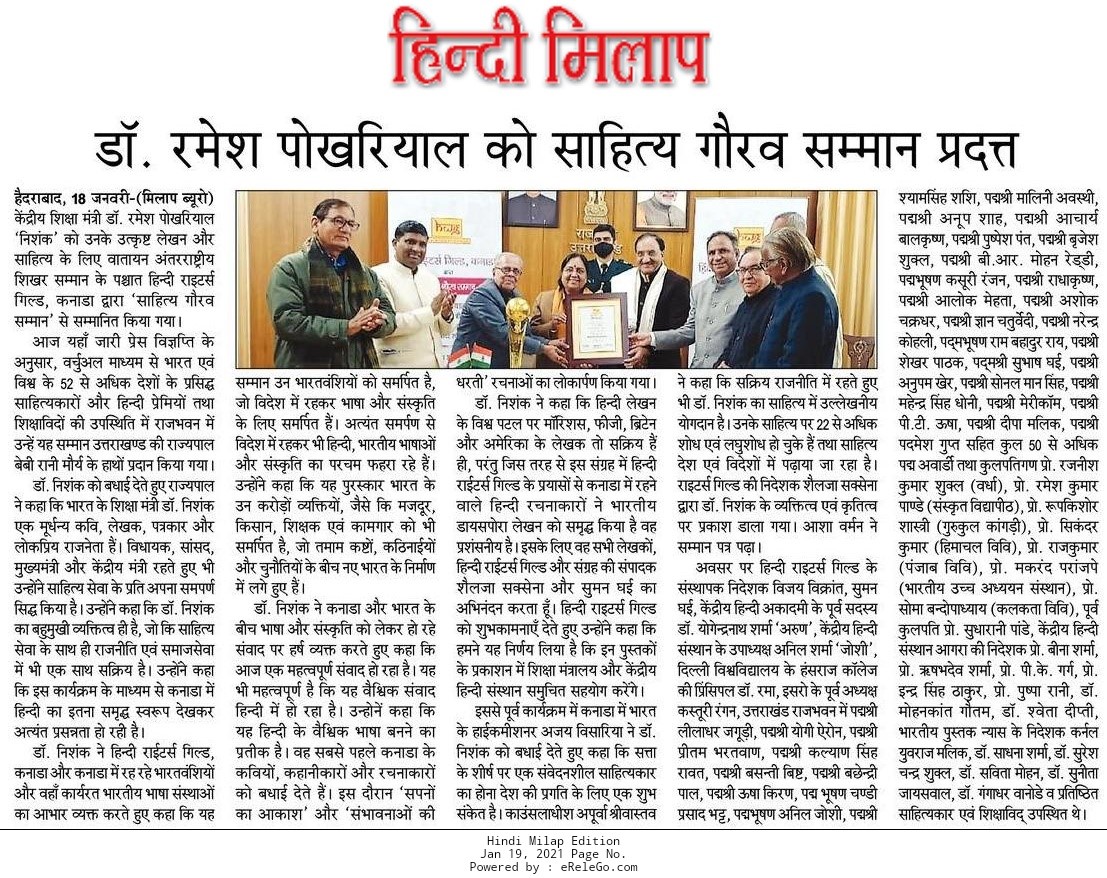 हिन्दी मिलाप
डॉ. रमेश पोखरियाल को साहित्य गौरव सम्मान प्रदत्त
हैदराबाद, 18 जनवरी-(मिलाप ब्यूरो)
केंद्रीय शिक्षा मंत्री डॉ. रमेश पोखरियाल
‘निशंक’ को उनके उत्कृष्ट लेखन और
साहित्य के लिए वातायन अंतरराष्ट्रीय
शिखर सम्मान के पश्चात हिन्दी राइटर्स
गिल्ड, कनाडा द्वारा ‘साहित्य गौरव
सम्मान’ से सम्मानित किया गया।
आज यहाँ जारी प्रेस विज्ञप्ति के
अनुसार, वर्चुअल माध्यम से भारत एवं
विश्व के 52 से अधिक देशों के प्रसिद्ध
साहित्यकारों और हिन्दी प्रेमियों तथा
शिक्षाविदों की उपस्थिति में राजभवन में
उन्हें यह सम्मान उत्तराखण्ड की राज्यपाल
बेबी रानी मौर्य के हाथों प्रदान किया गया।
डॉ. निशंक को बधाई देते हुए राज्यपाल
ने कहा कि भारत के शिक्षा मंत्री डॉ. निशंक
एक मूर्धन्य कवि, लेखक, पत्रकार और
लोकप्रिय राजनेता हैं। विधायक, सांसद,
मुख्यमंत्री और केंद्रिय मंत्री रहते हुए भी
उन्होंने साहित्य सेवा के प्रति अपना समपर्ण
सिद्ध किया है। उन्होंने कहा कि डॉ. निशंक
का बहुमुखी व्यक्तित्व ही है, जो कि साहित्य
सेवा के साथ ही राजनीति एवं समाजसेवा
में भी एक साथ सक्रिय है। उन्होंने कहा
कि इस कार्यक्रम के माध्यम से कनाडा में
हिन्दी का इतना समृद्ध स्वरूप देखकर
अत्यंत प्रसन्नता हो रही है।
डॉ. निशंक ने हिन्दी राईटर्स गिल्ड,
कनाडा और कनाडा में रह रहे भारतवंशियों
और वहाँ कार्यरत भारतीय भाषा संस्थाओं
का आभार व्यक्त करते हुए कहा कि यह
सम्मान उन भारतवंशियों को समर्पित है,
जो विदेश में रहकर भाषा और संस्कृति
के लिए समर्पित हैं। अत्यंत समर्पण से
विदेश में रहकर भी हिन्दी, भारतीय भाषाओं
और संस्कृति का परचम फहरा रहे हैं।
उन्होंने कहा कि यह पुरस्कार भारत के
उन करोड़ों व्यक्तियों, जैसे कि मजदूर,
किसान, शिक्षक एवं कामगार को भी
समर्पित है, जो तमाम कष्टों, कठिनाईयों
और चुनौतियों के बीच नए भारत के निर्माण
में लगे हुए हैं।
डॉ. निशंक ने कनाडा और भारत के
बीच भाषा और संस्कृति को लेकर हो रहे
संवाद पर हर्ष व्यक्त करते हुए कहा कि
आज एक महत्वपूर्ण संवाद हो रहा है। यह
भी महत्वपूर्ण है कि यह वैश्विक संवाद
हिन्दी में हो रहा है। उन्होनें कहा कि
यह हिन्दी के वैश्विक भाषा बनने का
प्रतीक है। वह सबसे पहले कनाडा के
कवियों, कहानीकारों और रचनाकारों
को बधाई देते हैं। इस दौरान ‘सपनों
का आकाश’ और ‘संभावनाओं की
धरती’ रचनाओं का लोकार्पण किया गया।
डॉ. निशंक ने कहा कि हिन्दी लेखन
के विश्व पटल पर मॉरिशस, फीजी, ब्रिटेन
और अमेरिका के लेखक तो सक्रिय हैं
ही, परंतु जिस तरह से इस संग्रह में हिन्दी
राईटर्स गिल्ड के प्रयासों से कनाडा में रहने
वाले हिन्दी रचनाकारों ने भारतीय
डायसपोरा लेखन को समृद्ध किया है वह
प्रशंसनीय है। इसके लिए वह सभी लेखकों,
हिन्दी राईटर्स गिल्ड और संग्रह की संपादक
शैलजा सक्सेना और सुमन घई का
अभिनंदन करता हूँ। हिन्दी राइटर्स गिल्ड
को शुभकामनाएँ देते हुए उन्होंने कहा कि
हमने यह निर्णय लिया है कि इन पुस्तकों
के प्रकाशन में शिक्षा मंत्रालय और केंद्रीय
हिन्दी संस्थान समुचित सहयोग करेंगे।
इससे पूर्व कार्यक्रम में कनाडा में भारत
के हाईकमीशनर अजय विसारिया ने डॉ.
निशंक को बधाई देते हुए कहा कि सत्ता
के शीर्ष पर एक संवेदनशील साहित्यकार
का होना देश की प्रगति के लिए एक शुभ
संकेत है। काउंसलाधीश अपूर्वा श्रीवास्तव
ने कहा कि सक्रिय राजनीति में रहते हुए
भी डॉ. निशंक का साहित्य में उल्लेखनीय
योगदान है। उनके साहित्य पर 22 से अधिक
शोध एवं लघुशोध हो चुके हैं तथा साहित्य
देश एवं विदेशों में पढ़ाया जा रहा है।
राइटर्स गिल्ड की निदेशक शैलजा सक्सेना
द्वारा डॉ. निशंक के व्यक्तित्व एवं कृतित्व
पर प्रकाश डाला गया। आशा वर्मन ने
सम्मान पत्र पढ़ा।
अवसर पर हिन्दी राइटर्स गिल्ड के
संस्थापक निदेशक विजय विक्रांत, सुमन
घई, केंद्रीय हिन्दी अकादमी के पूर्व सदस्य
डॉ. योगेन्द्रनाथ शर्मा ‘अरुण’, केंद्रीय हिन्दी
संस्थान के उपाध्यक्ष अनिल शर्मा ‘जोशी’,
दिल्ली विश्वविद्यालय के हंसराज कॉलेज
की प्रिंसिपल डॉ. रमा, इसरो के पूर्व अध्यक्ष
कस्तूरी रंगन, उत्तराखंड राजभवन में पद्मश्री
लीलाधर जगूड़ी, पद्मश्री योगी ऐरोन, पद्मश्री
प्रीतम भरतवाण, पद्मश्री कल्याण सिंह
रावत, पद्मश्री बसन्ती बिष्ट, पद्मश्री बछेन्द्री
पाल, पद्मश्री ऊषा किरण, पद्म भूषण चण्डी
प्रसाद भट्ट, पद्मभूषण अनिल जोशी, पद्मश्री
श्यामसिंह शशि, पद्मश्री मालिनी अवस्थी,
पद्मश्री अनूप शाह, पद्मश्री आचार्य
बालकृष्ण, पद्मश्री पुष्पेश पंत, पद्मश्री बृजेश
शुक्ल, पद्मश्री बी.आर. मोहन रेड्डी,
पद्मभूषण कसूरी रंजन, पद्मश्री राधाकृष्ण,
पद्मश्री आलोक मेहता, पद्मश्री अशोक
चक्रधर, पद्मश्री ज्ञान चतुर्वेदी, पद्मश्री नरेन्द्र
कोहली, पद्मभूषण राम बहादुर राय, पद्मश्री
शेखर पाठक, पद्मश्री सुभाष घई, पद्मश्री
अनुपम खेर, पद्मश्री सोनल मान सिंह, पद्मश्री
महेन्द्र सिंह धोनी, पद्मश्री मेरीकॉम, पद्मश्री
पी.टी. ऊषा, पद्मश्री दीपा मलिक, पद्मश्री
पदमेश गुप्त सहित कुल 50 से अधिक
पद्म अवार्डी तथा कुलपतिगण प्रो. रजनीश
कुमार शुक्ल (वर्धा), प्रो. रमेश कुमार
पाण्डे (संस्कृत विद्यापीठ), प्रो. रूपकिशोर
शास्त्री (गुरुकुल कांगड़ी), प्रो. सिकंदर
कुमार (हिमाचल विवि), प्रो. राजकुमार
(पंजाब विवि), प्रो. मकरंद परांजपे
(भारतीय उच्च अध्ययन संस्थान), प्रो.
सोमा बन्दोपाध्याय (कलकता विवि), पूर्व
कुलपति प्रो. सुधारानी पांडे, केंद्रीय हिन्दी
संस्थान आगरा की निदेशक प्रो. बीना शर्मा,
प्रो. ऋषभदेव शर्मा, प्रो. पी.के. गर्ग, प्रो.
इन्द्र सिंह ठाकुर, प्रो. पुष्पा रानी, डॉ.
मोहनकांत गौतम, डॉ. श्वेता दीप्ती,
भारतीय पुस्तक न्यास के निदेशक कर्नल
युवराज मलिक, डॉ. साधना शर्मा, डॉ. सुरेश
चन्द्र शुक्ल, डॉ. सविता मोहन, डॉ. सुनीता
जायसवाल, डॉ. गंगाधर वानोडे व प्रतिष्ठित
साहित्यकार एवं शिक्षाविद् उपस्थित थे।
Hindi Milap Edition
Jan 19, 2021 Page No.
Powered by : eReleGo.com